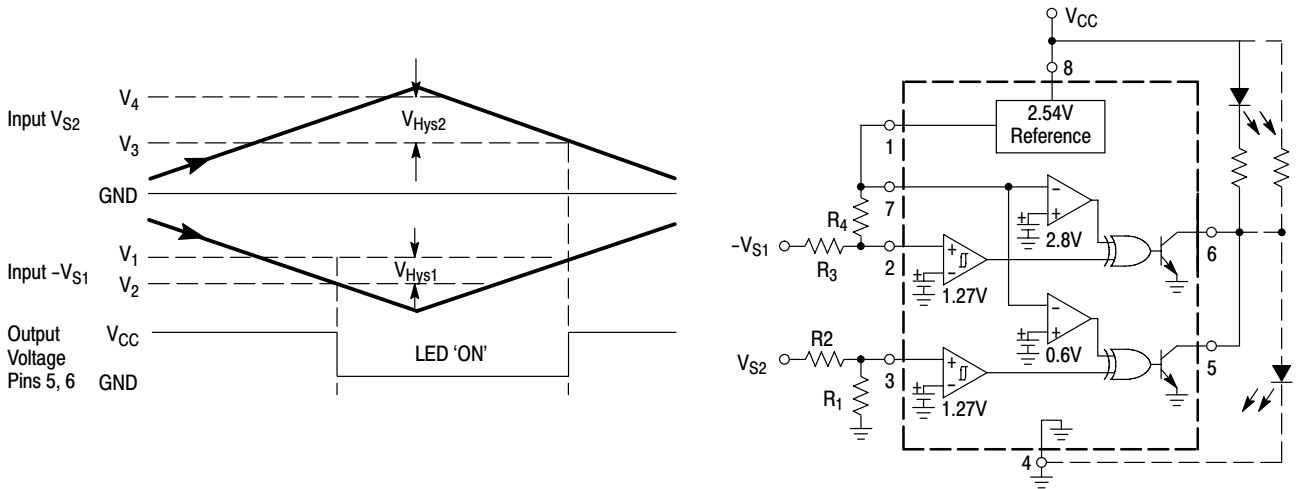 Input VS2
V4
V3
GND
VHys2
Input –VS1
V1
V2
VHys1
Output
Voltage
Pins 5, 6
VCC
GND
LED ‘ON’
VCC
8
2.54V
Reference
1
7
R4
–
+
±
2.8V
6
–VS1
R3
2
+
–
±
1.27V
–
+
±
0.6V
VS2
R2
3
R1
+
–
±
1.27V
5
4